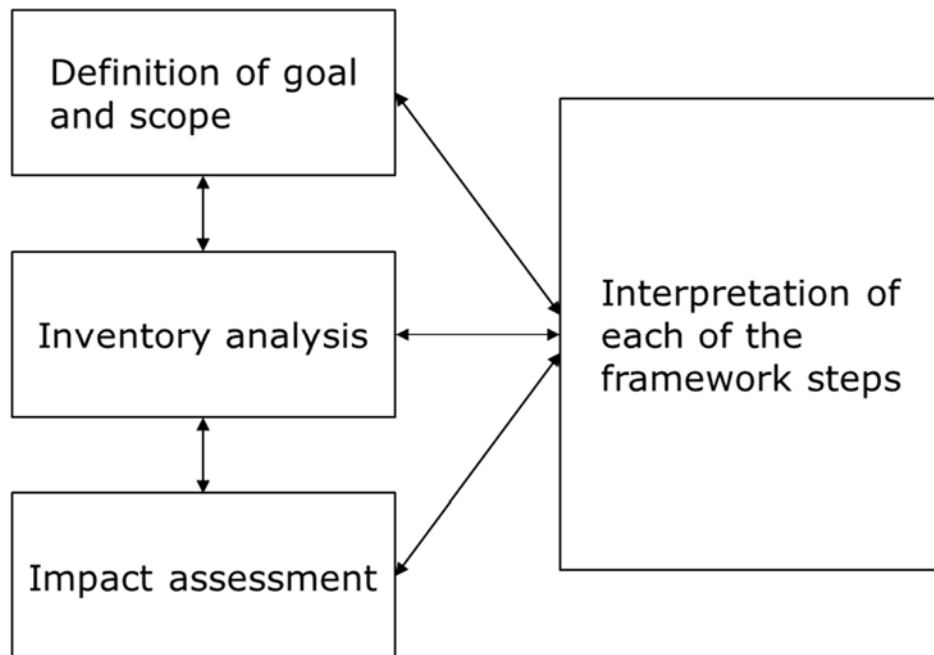 Definition of goal
and scope
Inventory analysis
Impact assessment
Interpretation of
each of the
framework steps